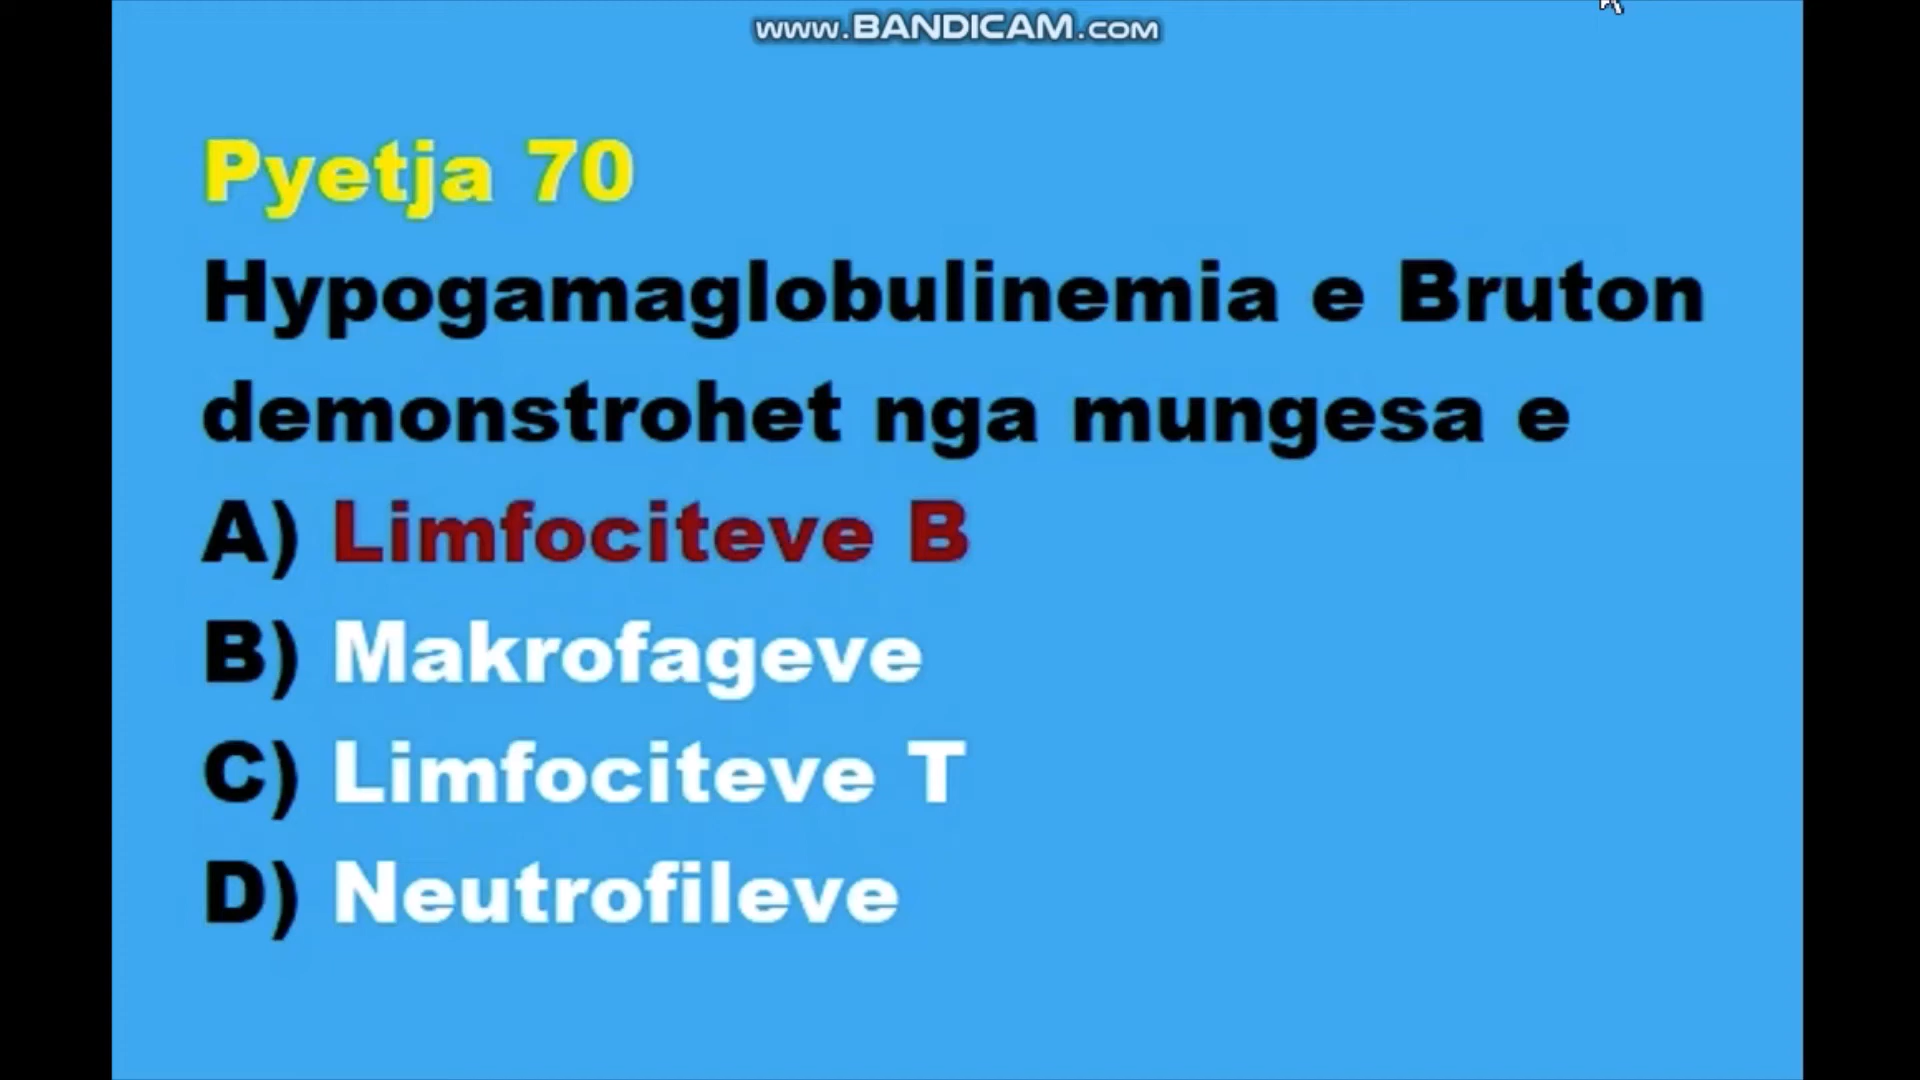 www.BANDICAM.com
Pyetja 70
Hypogamaglobulinemia e Bruton
demonstrohet nga mungesa e
A) Limfociteve B
B) Makrofageve
C) Limfociteve T
D) Neutrofileve